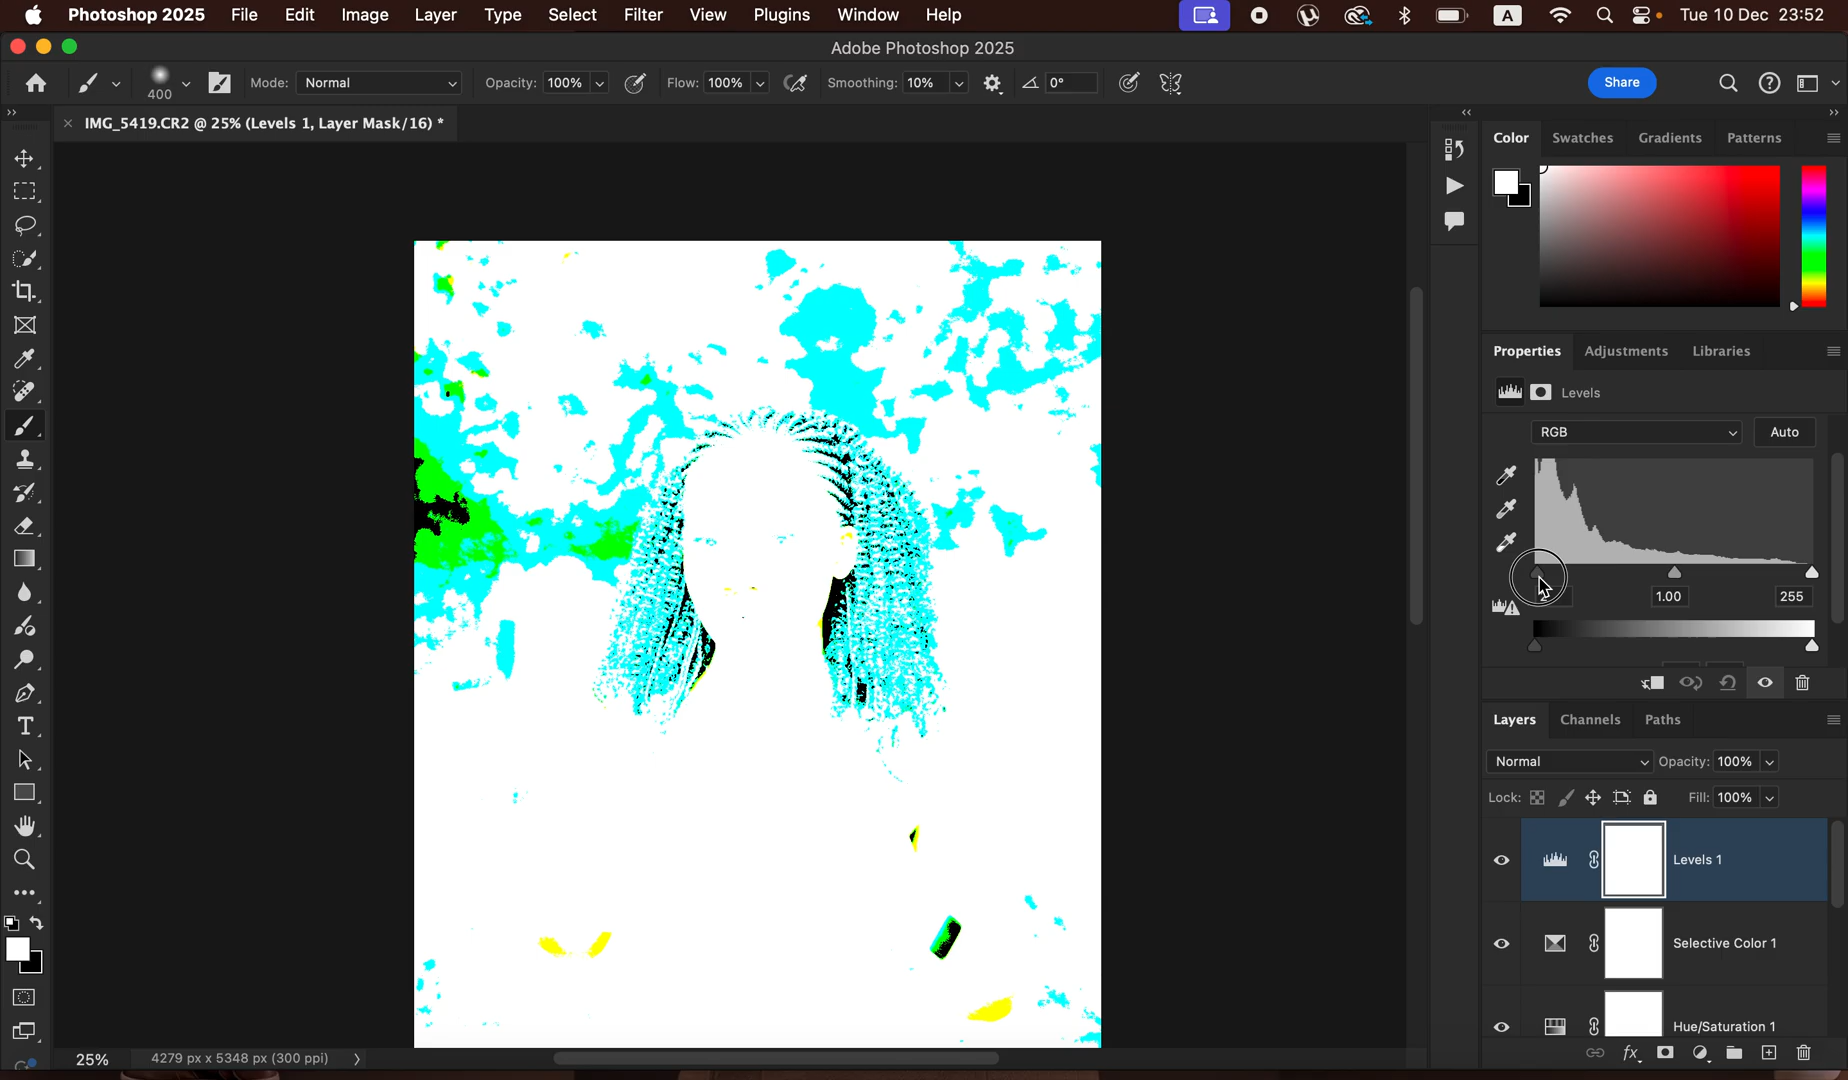 Photoshop 2025 File Edit Image Layer Type Select Filter View Plugins Window Help A Tue 10 Dec 23:52
Adobe Photoshop 2025
400 Mode: Normal Opacity: 100% Flow: 100% Smoothing: 10% 0° Share
IMG_5419.CR2 @ 25% (Levels 1, Layer Mask/16) *
Color Swatches Gradients Patterns
Properties Adjustments Libraries
Levels
RGB Auto
1.00 255
Layers Channels Paths
Normal Opacity: 100%
Lock: Fill: 100%
Levels 1
Selective Color 1
Hue/Saturation 1
fx
25% 4279 px x 5348 px (300 ppi)